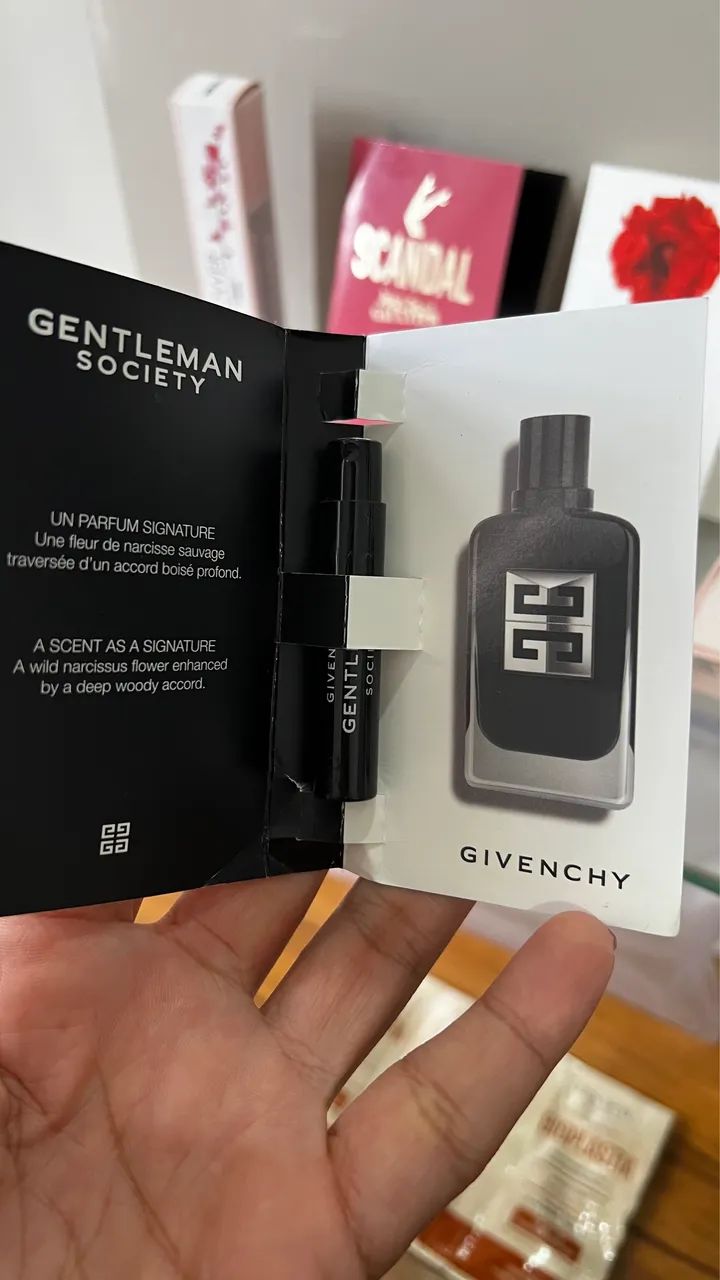 SCANDAL
GENTLEMAN
SOCIETY
UN PARFUM SIGNATURE
Une fleur de narcisse sauvage
traversée d'un accord boisé profond.
A SCENT AS A SIGNATURE
A wild narcissus flower enhanced
by a deep woody accord.
GIVEN
GENTL
SOCI
GIVENCHY